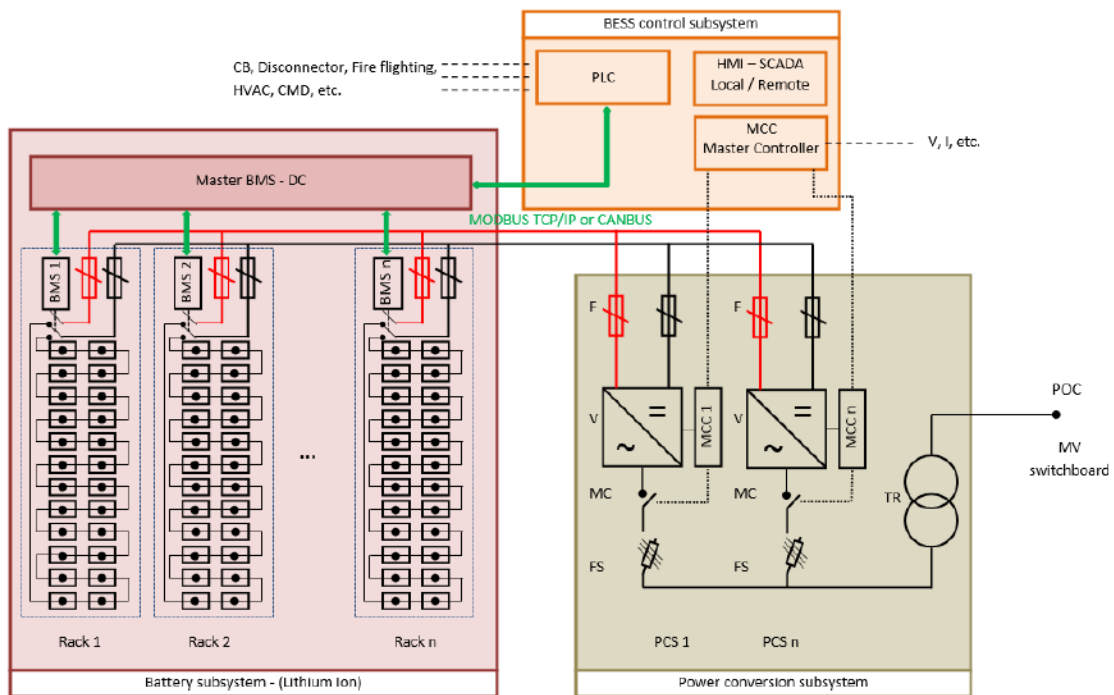 BESS control subsystem
CB, Disconnector, Fire flighting,
HVAC, CMD, etc.
PLC
HMI – SCADA
Local / Remote
MCC
Master Controller
V, I, etc.
Master BMS - DC
MODBUS TCP/IP or CANBUS
BMS 1
BMS 2
BMS n
...
F
F
V
V
MCC 1
MCC n
MC
MC
FS
FS
TR
POC
MV
switchboard
Rack 1
Rack 2
Rack n
PCS 1
PCS n
Battery subsystem - (Lithium Ion)
Power conversion subsystem